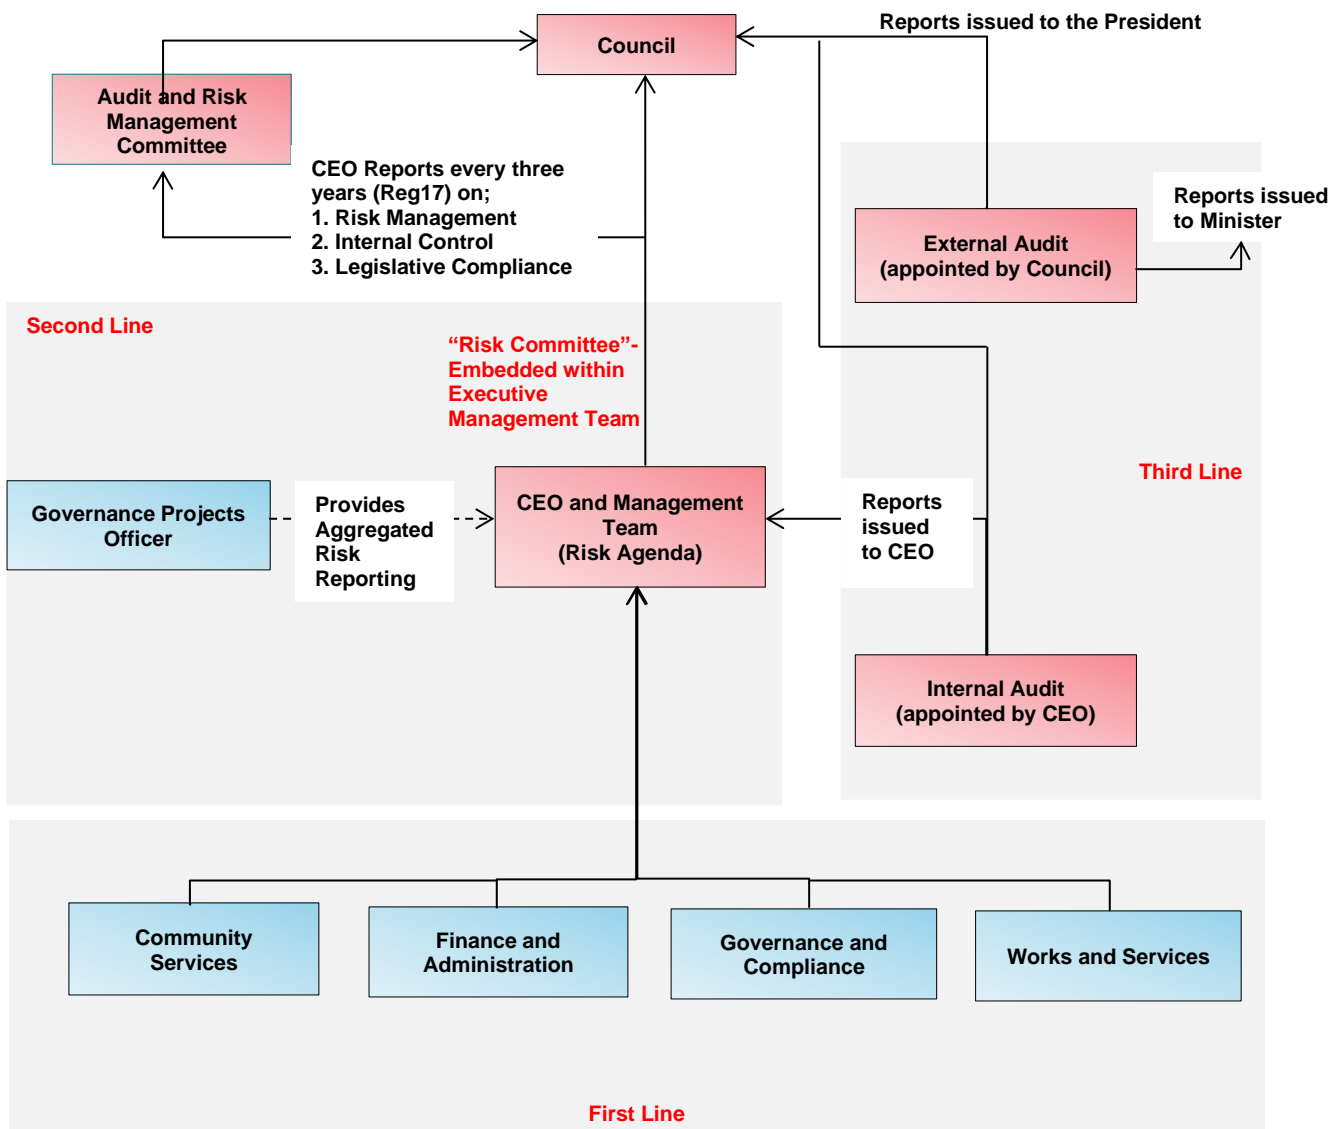 Reports issued to the President
Council
Audit and Risk
Management
Committee
CEO Reports every three
years (Reg17) on;
1. Risk Management
2. Internal Control
3. Legislative Compliance
Reports issued
to Minister
External Audit
(appointed by Council)
Second Line
“Risk Committee”-
Embedded within
Executive
Management Team
Third Line
Governance Projects
Officer
Provides
Aggregated
Risk
Reporting
CEO and Management
Team
(Risk Agenda)
Reports
issued
to CEO
Internal Audit
(appointed by CEO)
Community
Services
Finance and
Administration
Governance and
Compliance
Works and Services
First Line